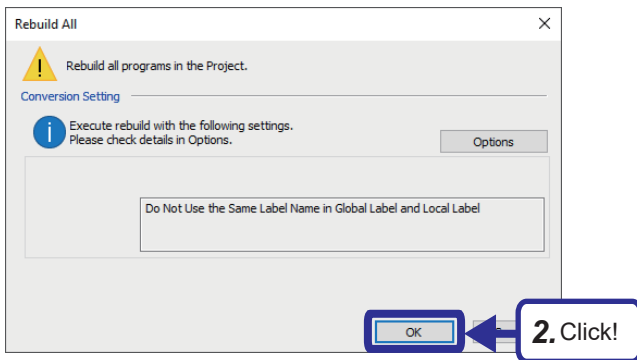 Rebuild All
Rebuild all programs in the Project.
Conversion Setting
Execute rebuild with the following settings.
Please check details in Options.
Options
Do Not Use the Same Label Name in Global Label and Local Label
OK
2. Click!